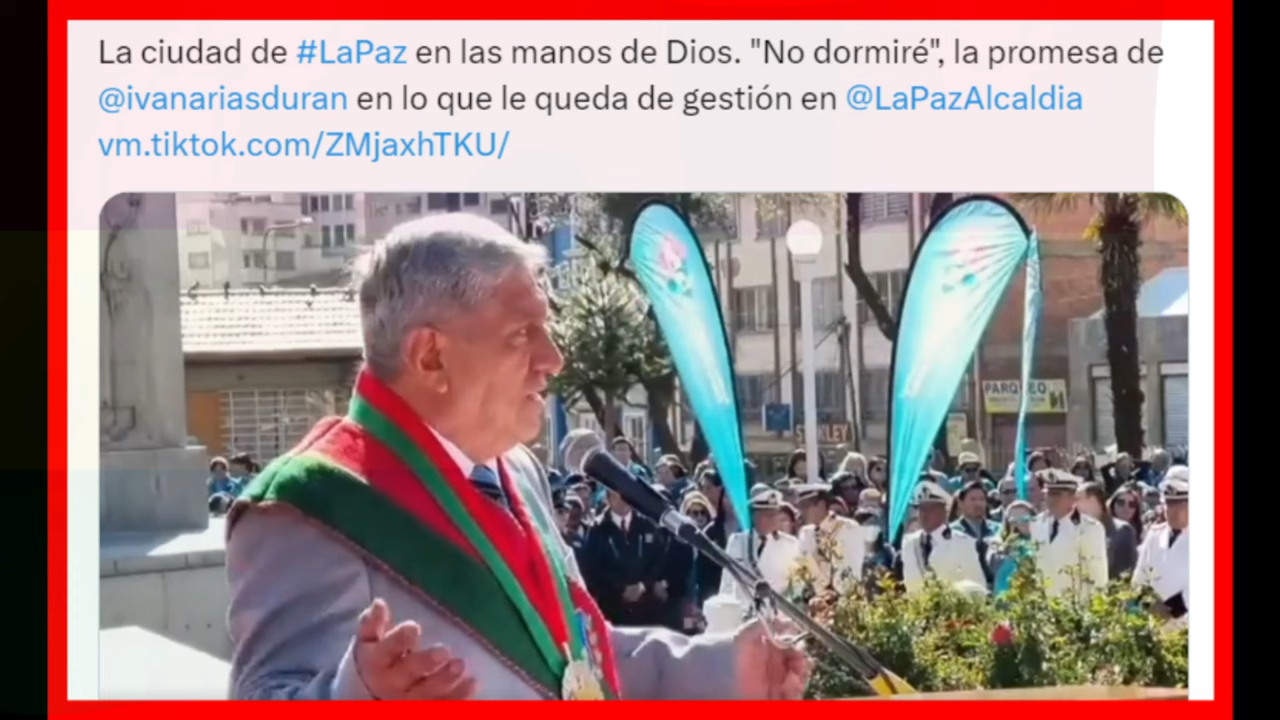 La ciudad de #LaPaz en las manos de Dios. "No dormiré", la promesa de
@ivanariasduran en lo que le queda de gestión en @LaPazAlcaldia
vm.tiktok.com/ZMjaxhTKU/
PARQUEO